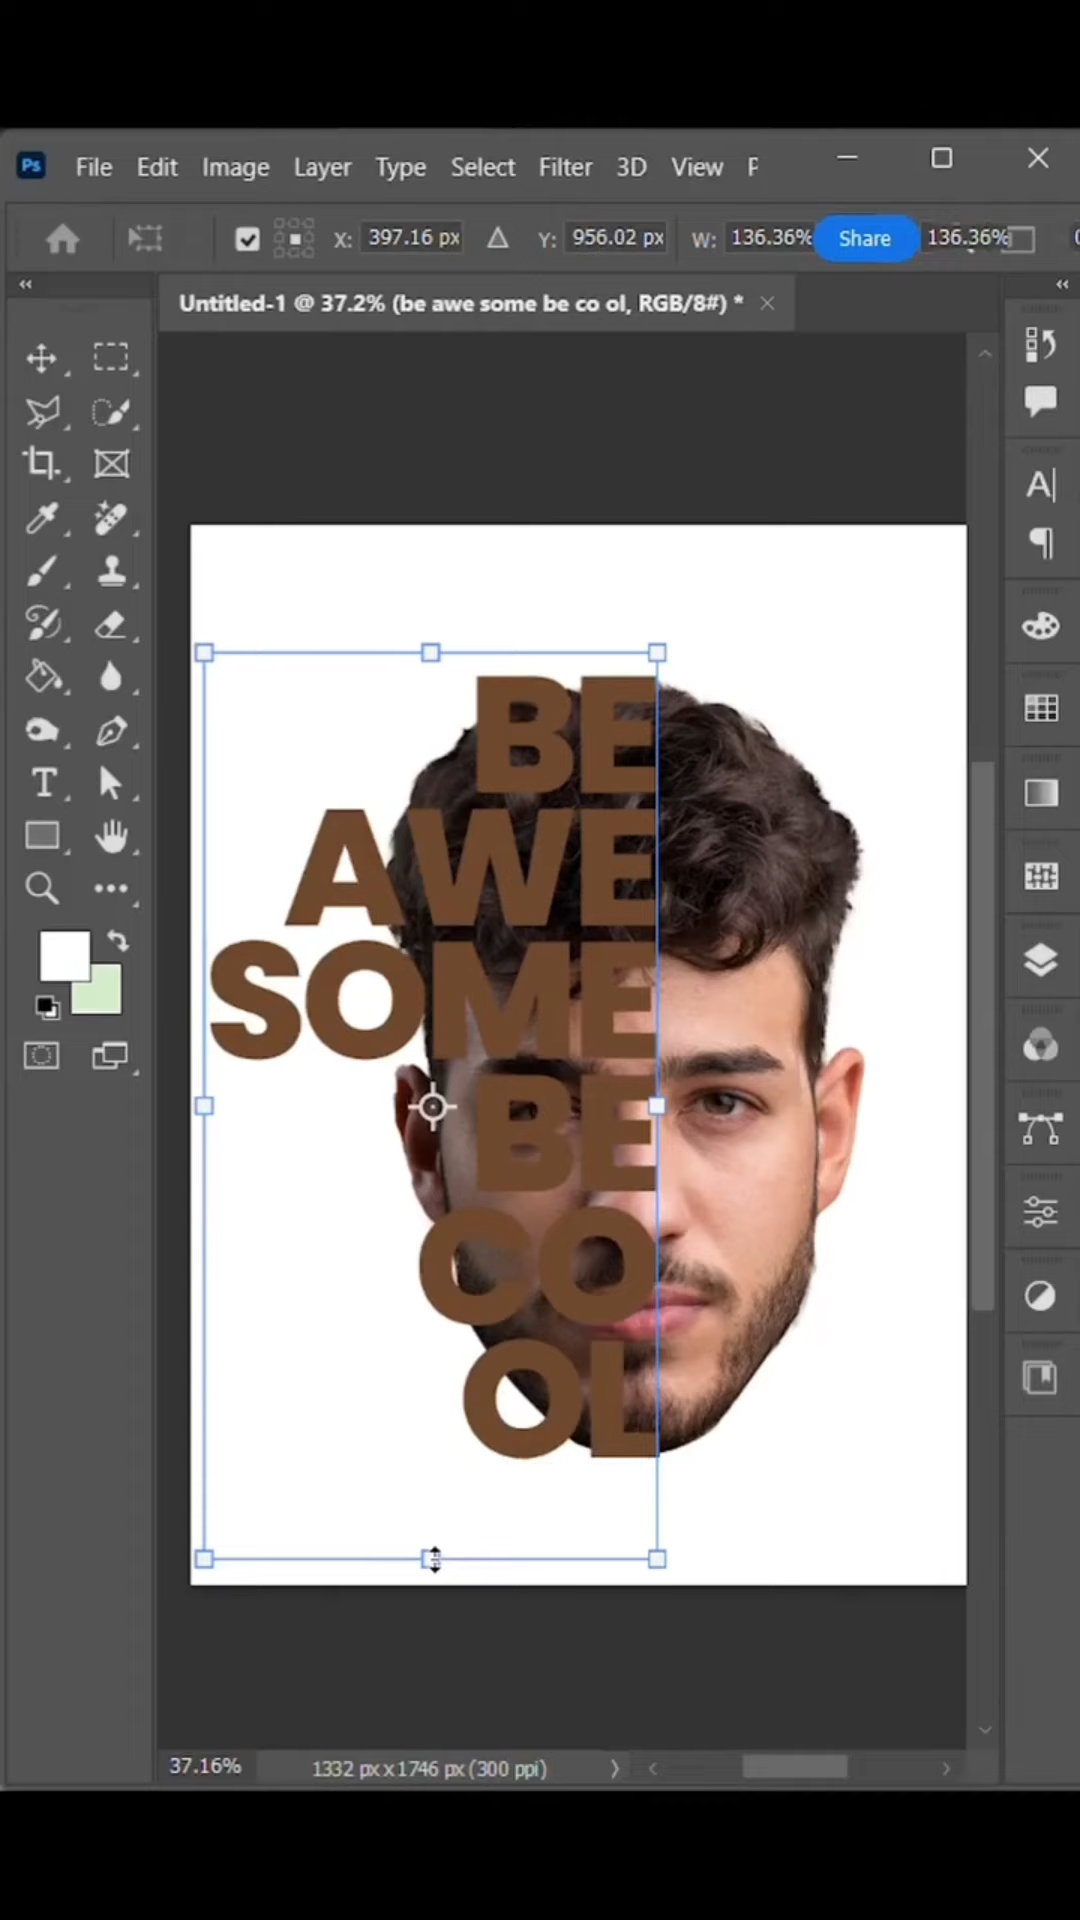 Ps File Edit Image Layer Type Select Filter 3D View P
X: 397.16 px Y: 956.02 px W: 136.36% Share 136.36%
Untitled-1 @ 37.2% (be awe some be co ol, RGB/8#) *
BE
AWE
SOME
BE
CO
OL
37.16% 1332 px x 1746 px (300 ppi)